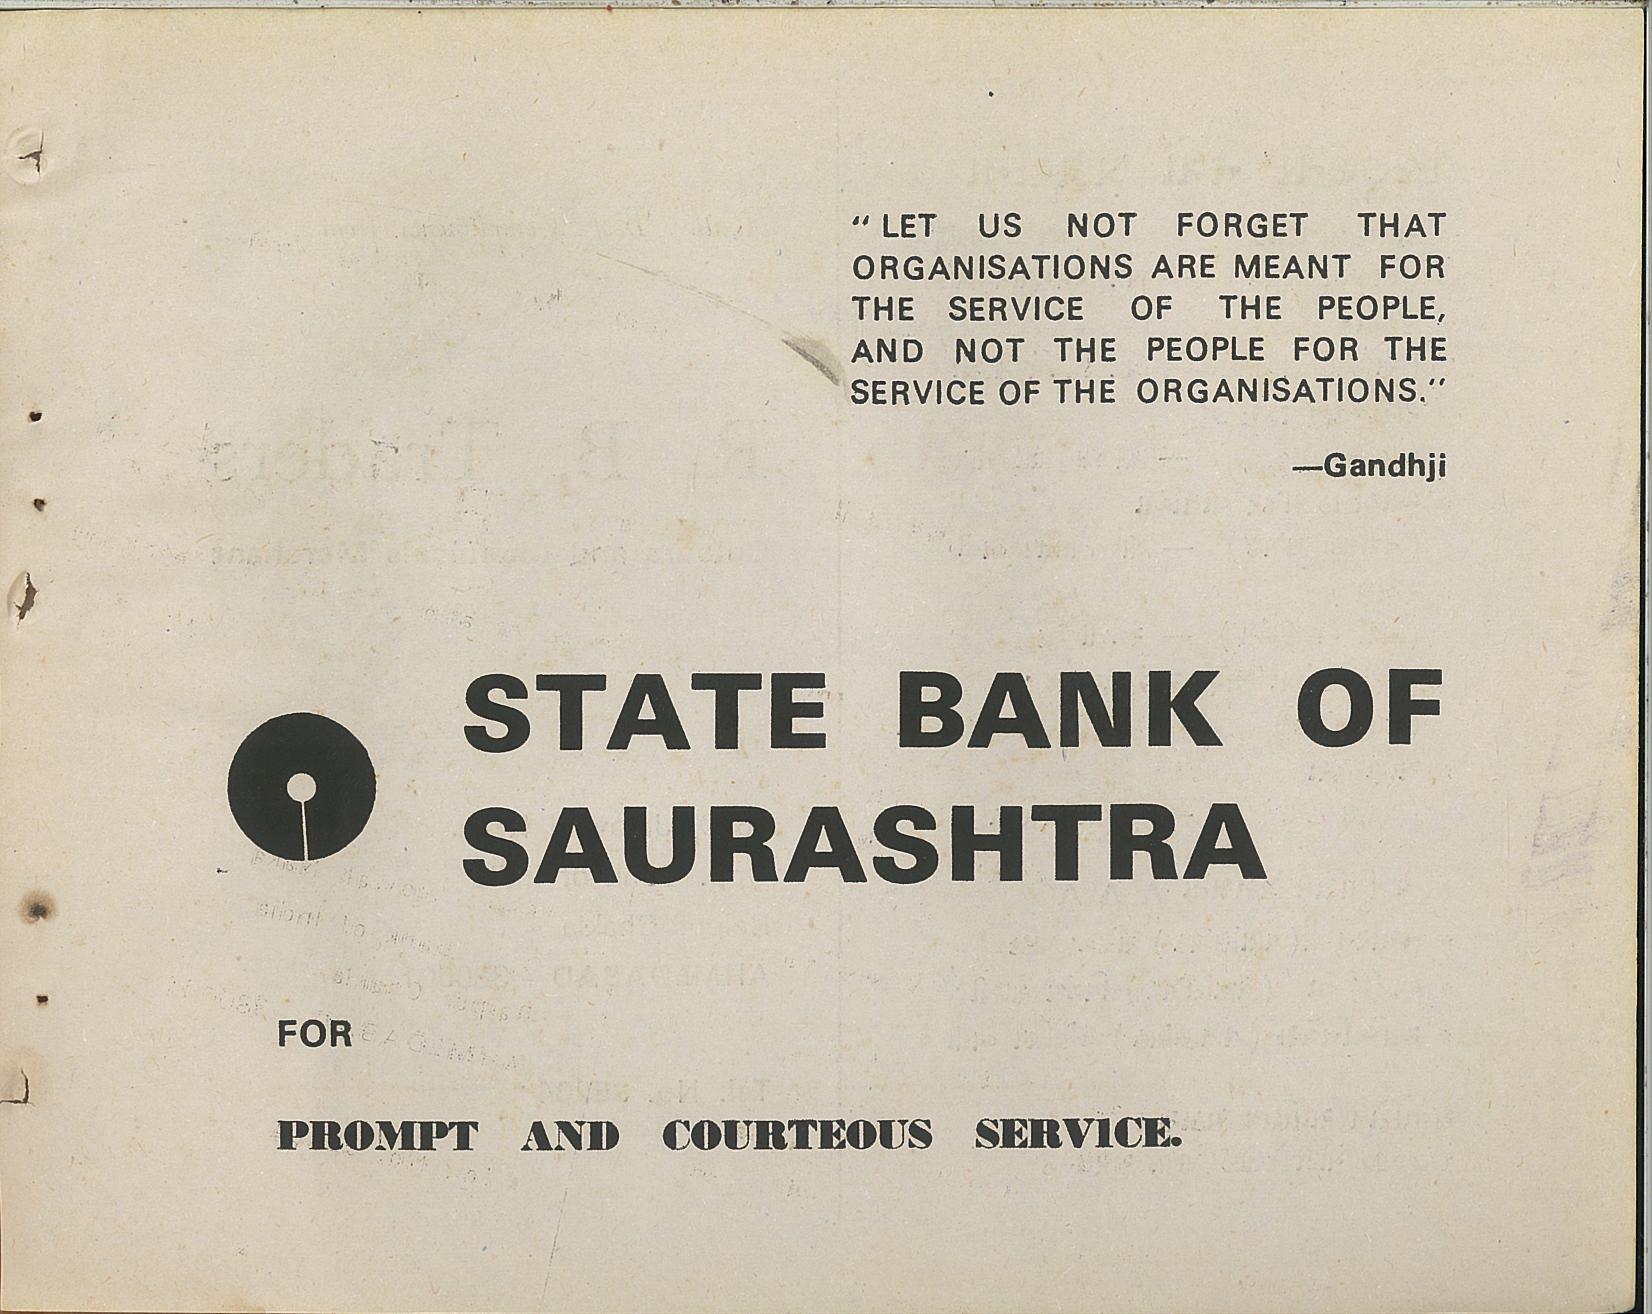 “LET US NOT FORGET THAT
ORGANISATIONS ARE MEANT FOR
THE SERVICE OF THE PEOPLE,
AND NOT THE PEOPLE FOR THE
SERVICE OF THE ORGANISATIONS.”
—Gandhji
STATE BANK OF
SAURASHTRA
FOR
PROMPT AND COURTEOUS SERVICE.